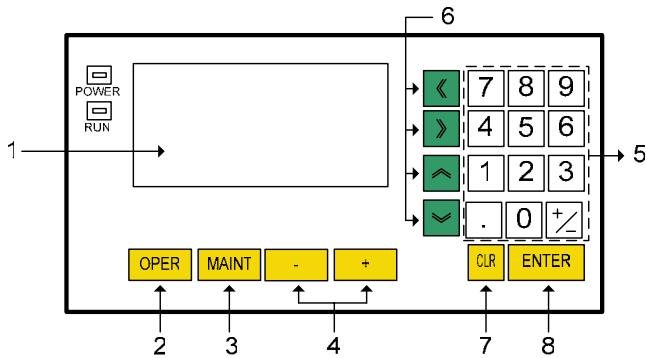 6
POWER
RUN
7 8 9
4 5 6
1 2 3
. 0 +/-
1
5
OPER MAINT - + CLR ENTER
2 3 4 7 8